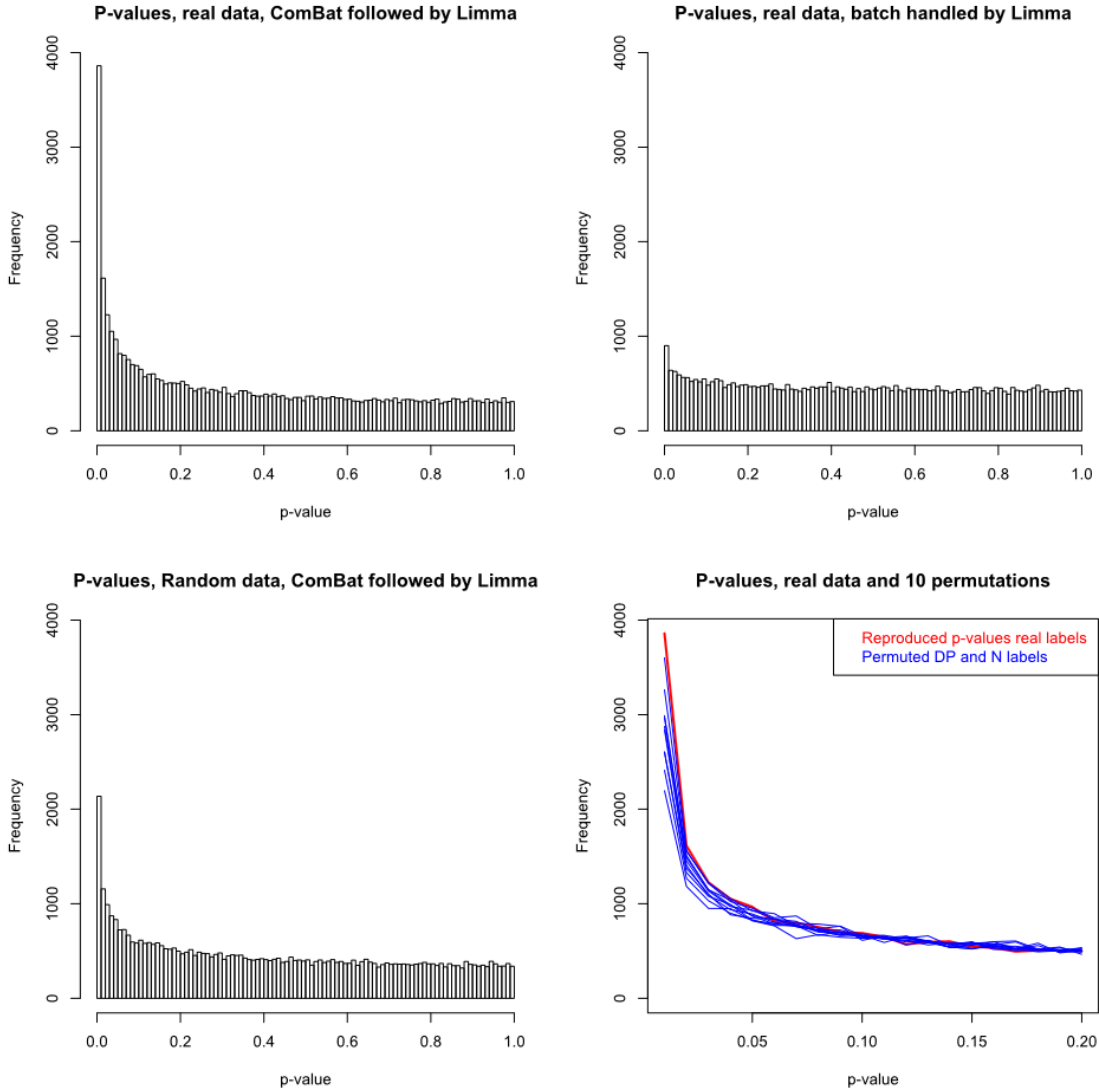 P-values, real data, ComBat followed by Limma
4000
3000
2000
1000
0
Frequency
0.0 0.2 0.4 0.6 0.8 1.0
p-value
P-values, real data, batch handled by Limma
4000
3000
2000
1000
0
Frequency
0.0 0.2 0.4 0.6 0.8 1.0
p-value
P-values, Random data, ComBat followed by Limma
4000
3000
2000
1000
0
Frequency
0.0 0.2 0.4 0.6 0.8 1.0
p-value
P-values, real data and 10 permutations
Reproduced p-values real labels
Permuted DP and N labels
4000
3000
2000
1000
0
Frequency
0.05 0.10 0.15 0.20
p-value